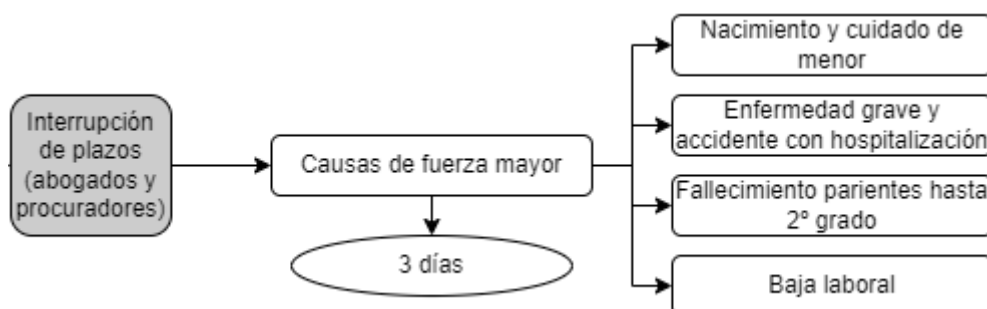 Interrupción
de plazos
(abogados y
procuradores)
Causas de fuerza mayor
3 días
Nacimiento y cuidado de
menor
Enfermedad grave y
accidente con hospitalización
Fallecimiento parientes hasta
2º grado
Baja laboral